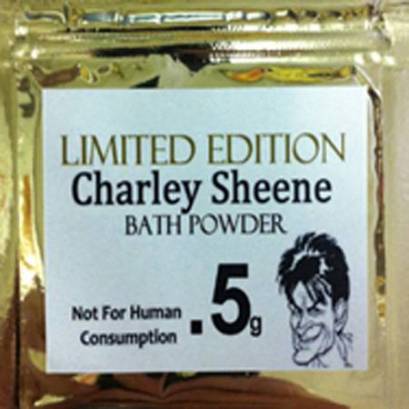 LIMITED EDITION
Charley Sheene
BATH POWDER
Not For Human
Consumption
.5g